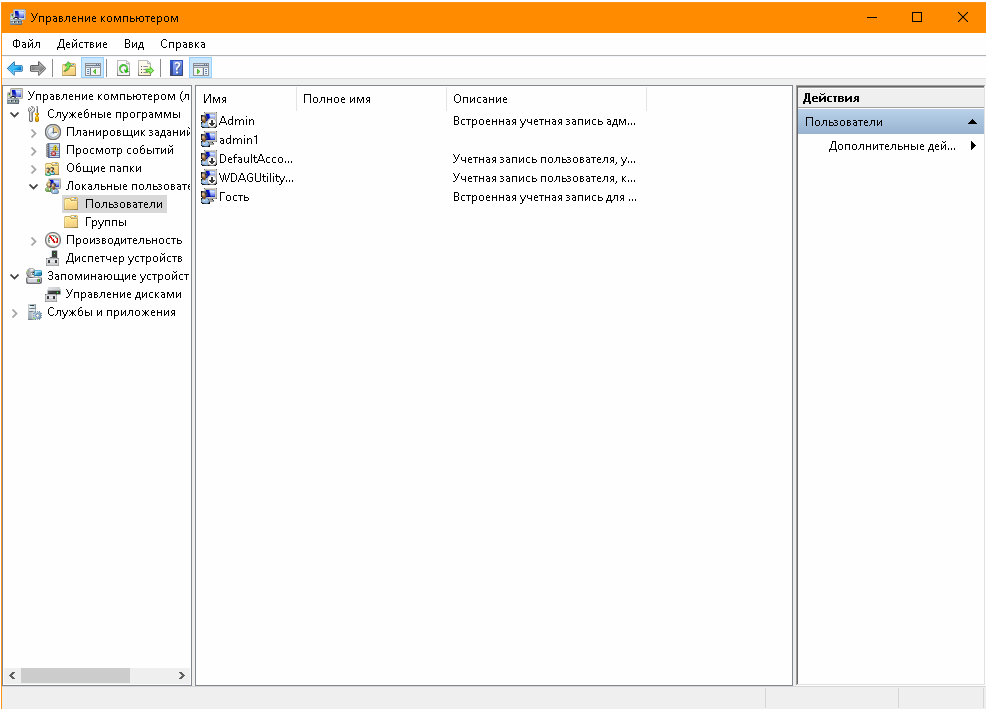 Управление компьютером
Файл Действие Вид Справка
Управление компьютером (л
Служебные программы
Планировщик заданий
Просмотр событий
Общие папки
Локальные пользовате
Пользователи
Группы
Производительность
Диспетчер устройств
Запоминающие устройст
Управление дисками
Службы и приложения
Имя Полное имя Описание
Admin Встроенная учетная запись адм...
admin1
DefaultAcco... Учетная запись пользователя, у...
WDAGUtility... Учетная запись пользователя, к...
Гость Встроенная учетная запись для ...
Действия
Пользователи
Дополнительные дей...